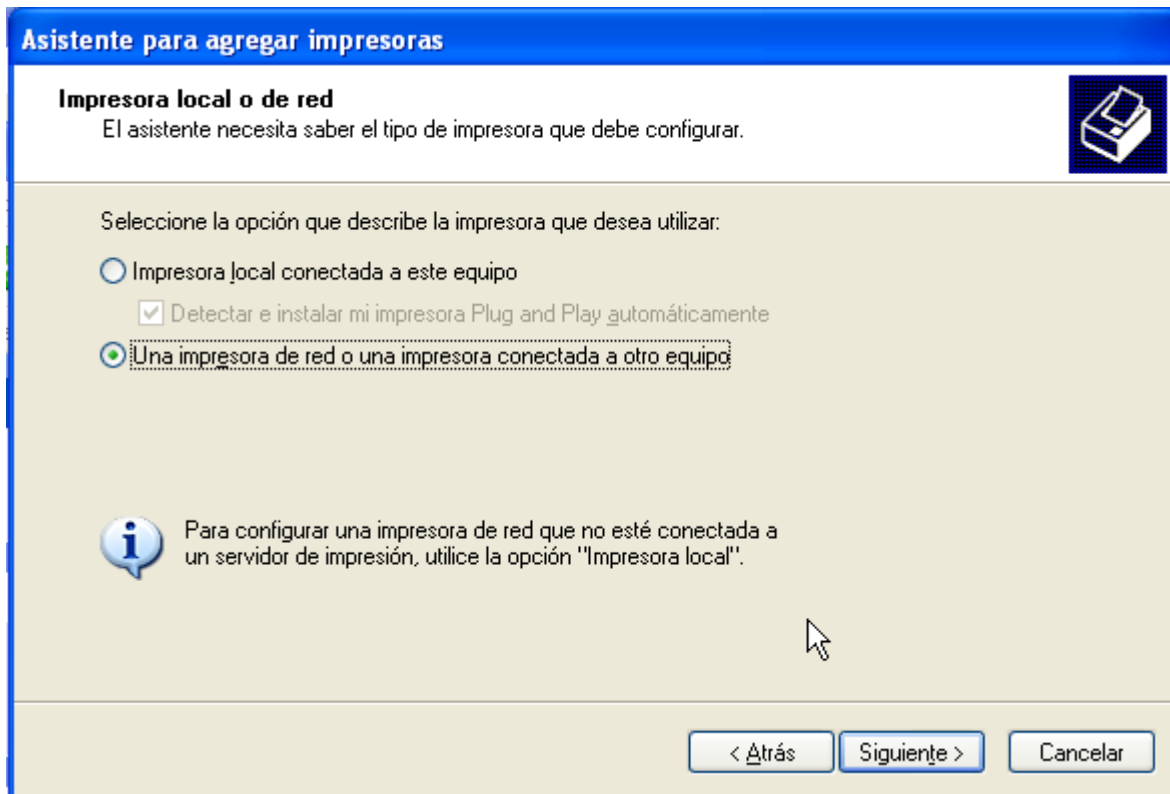 Asistente para agregar impresoras
Impresora local o de red
El asistente necesita saber el tipo de impresora que debe configurar.
Seleccione la opción que describe la impresora que desea utilizar:
Impresora local conectada a este equipo
Detectar e instalar mi impresora Plug and Play automáticamente
Una impresora de red o una impresora conectada a otro equipo
Para configurar una impresora de red que no esté conectada a
un servidor de impresión, utilice la opción "Impresora local".
< Atrás Siguiente > Cancelar